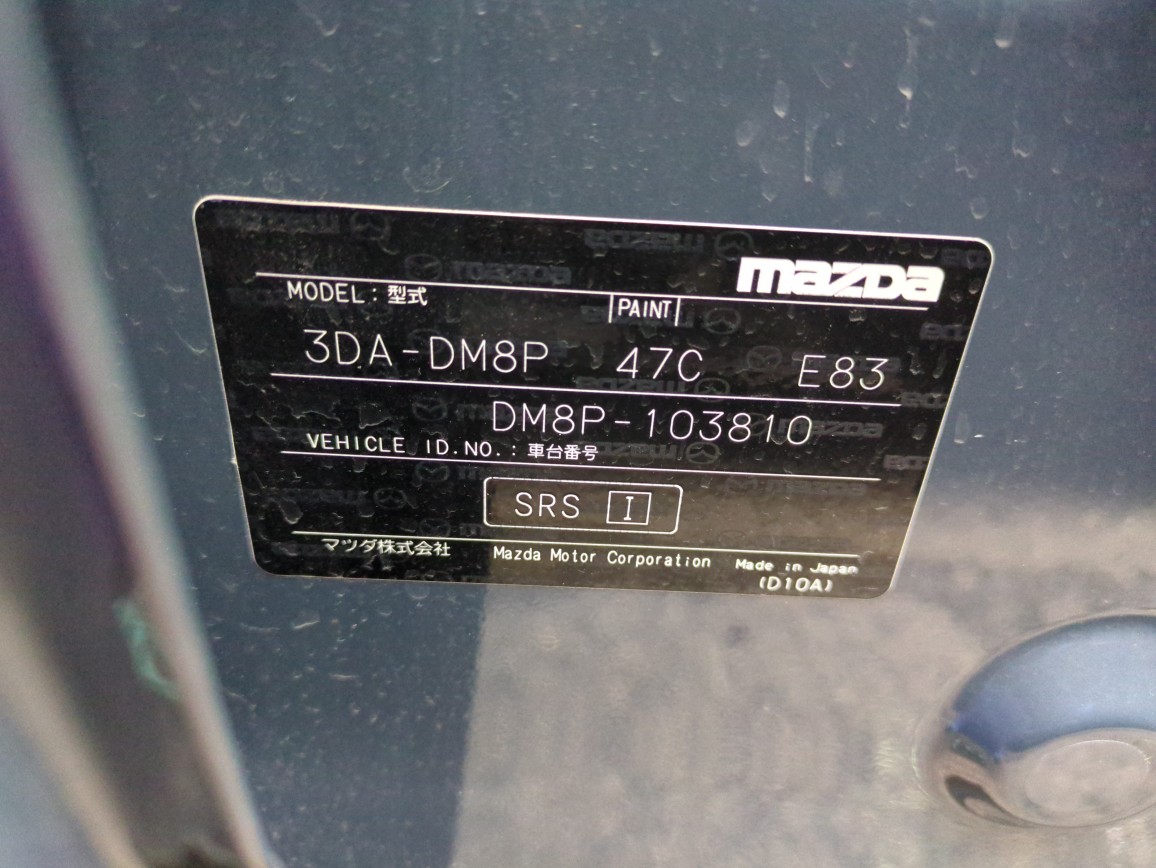 mazda
MODEL : 型式
PAINT
3DA-DM8P 47C E83
DM8P-103810
VEHICLE ID.NO. : 車台番号
SRS I
マツダ株式会社 Mazda Motor Corporation Made in Japan
(D10A)